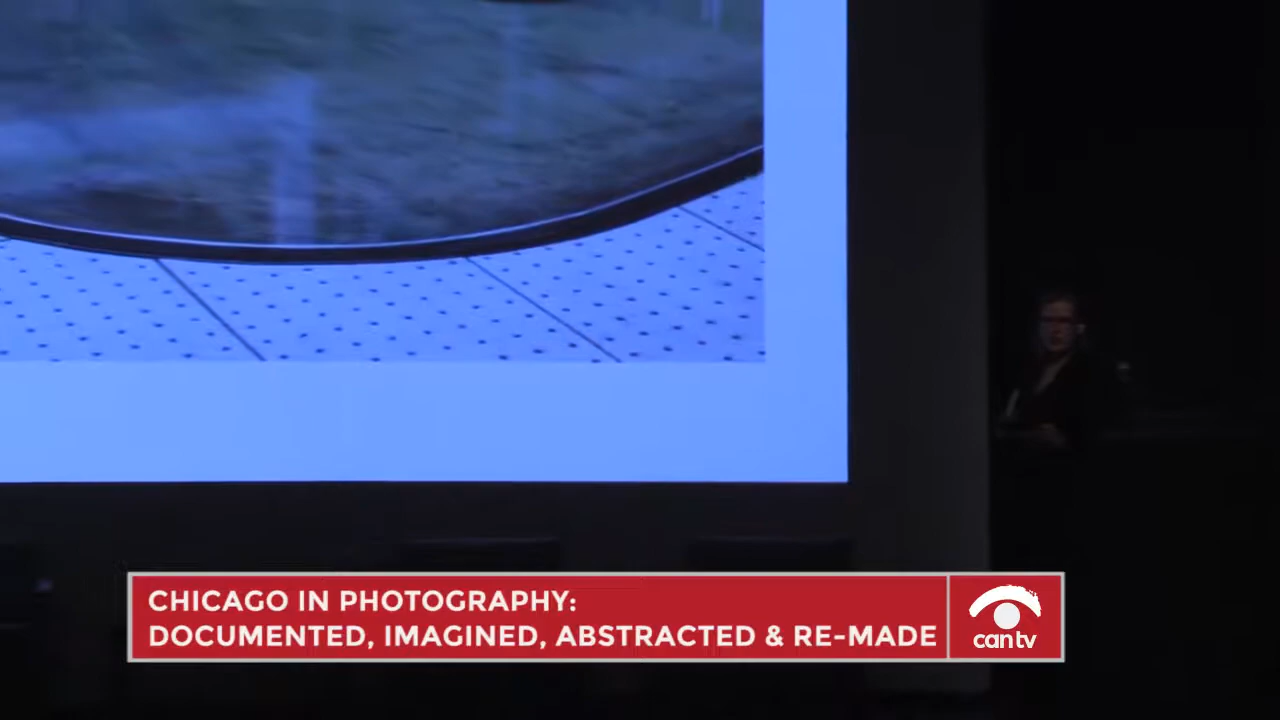 CHICAGO IN PHOTOGRAPHY:
DOCUMENTED, IMAGINED, ABSTRACTED & RE-MADE
cantv